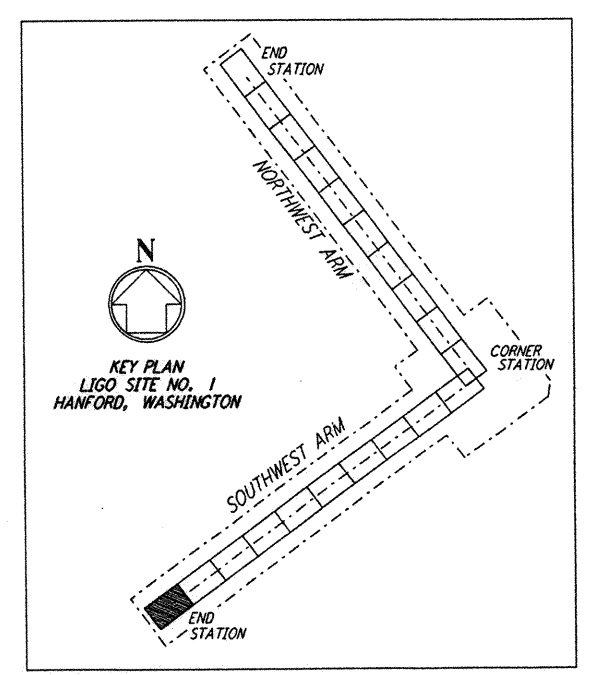 END
STATION
NORTHWEST ARM
N
KEY PLAN
LIGO SITE NO. 1
HANFORD, WASHINGTON
CORNER
STATION
SOUTHWEST ARM
END
STATION